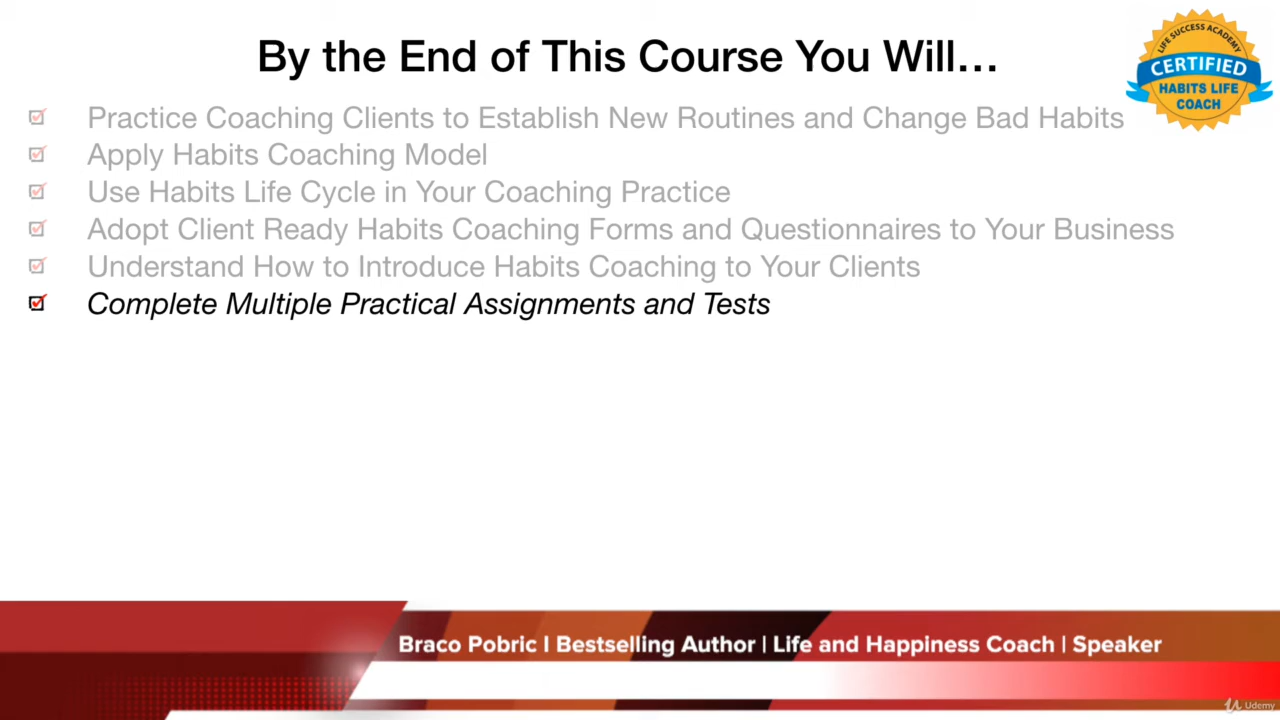 By the End of This Course You Will...
LIFE SUCCESS ACADEMY
CERTIFIED
HABITS LIFE
COACH
Practice Coaching Clients to Establish New Routines and Change Bad Habits
Apply Habits Coaching Model
Use Habits Life Cycle in Your Coaching Practice
Adopt Client Ready Habits Coaching Forms and Questionnaires to Your Business
Understand How to Introduce Habits Coaching to Your Clients
Complete Multiple Practical Assignments and Tests
Braco Pobric I Bestselling Author | Life and Happiness Coach | Speaker
Udemy